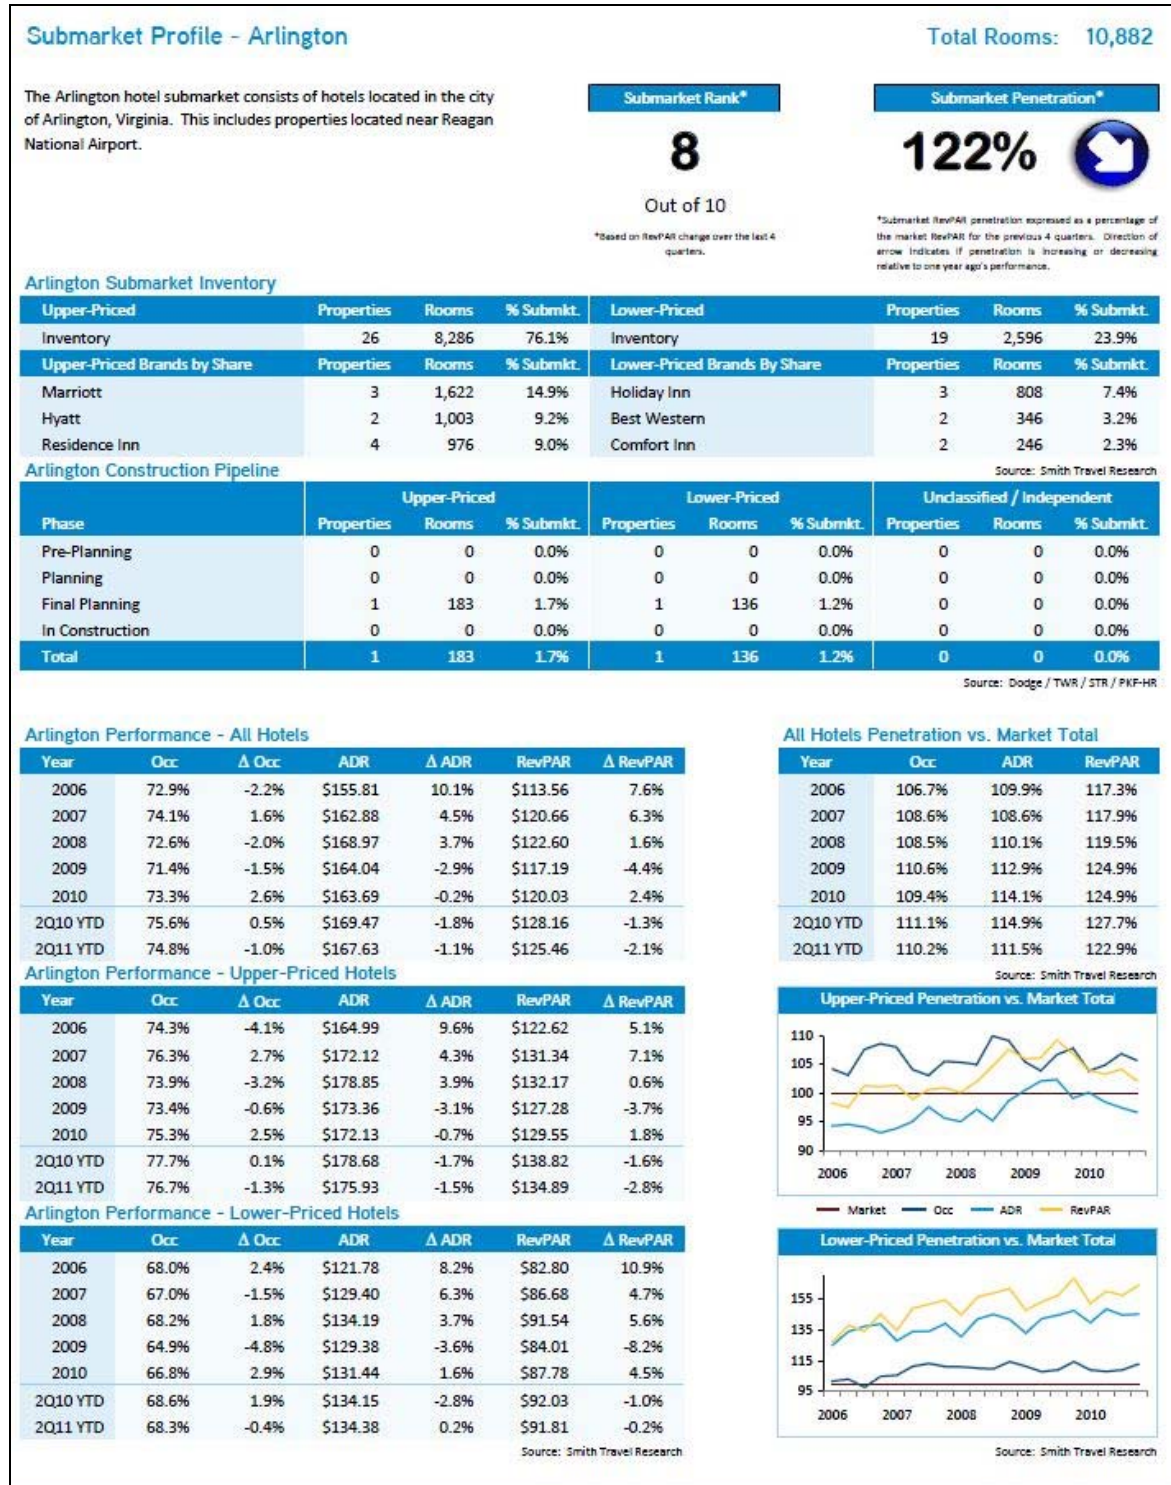 Submarket Profile - Arlington
Total Rooms: 10,882
The Arlington hotel submarket consists of hotels located in the city
of Arlington, Virginia. This includes properties located near Reagan
National Airport.
Submarket Rank*
8
Out of 10
*Based on RevPAR change over the last 4
quarters.
Submarket Penetration*
122%
*Submarket RevPAR penetration expressed as a percentage of
the market RevPAR for the previous 4 quarters. Direction of
arrow indicates if penetration is increasing or decreasing
relative to one year ago's performance.
Arlington Submarket Inventory
Upper-Priced Properties Rooms % Submkt. Lower-Priced Properties Rooms % Submkt.
Inventory 26 8,286 76.1% Inventory 19 2,596 23.9%
Upper-Priced Brands by Share Properties Rooms % Submkt. Lower-Priced Brands By Share Properties Rooms % Submkt.
Marriott 3 1,622 14.9% Holiday Inn 3 808 7.4%
Hyatt 2 1,003 9.2% Best Western 2 346 3.2%
Residence Inn 4 976 9.0% Comfort Inn 2 246 2.3%
Arlington Construction Pipeline
Source: Smith Travel Research
Upper-Priced Lower-Priced Unclassified / Independent
Phase Properties Rooms % Submkt. Properties Rooms % Submkt. Properties Rooms % Submkt.
Pre-Planning 0 0 0.0% 0 0 0.0% 0 0 0.0%
Planning 0 0 0.0% 0 0 0.0% 0 0 0.0%
Final Planning 1 183 1.7% 1 136 1.2% 0 0 0.0%
In Construction 0 0 0.0% 0 0 0.0% 0 0 0.0%
Total 1 183 1.7% 1 136 1.2% 0 0 0.0%
Source: Dodge / TWR / STR / PKF-HR
Arlington Performance - All Hotels
Year Occ Δ Occ ADR Δ ADR RevPAR Δ RevPAR
2006 72.9% -2.2% $155.81 10.1% $113.56 7.6%
2007 74.1% 1.6% $162.88 4.5% $120.66 6.3%
2008 72.6% -2.0% $168.97 3.7% $122.60 1.6%
2009 71.4% -1.5% $164.04 -2.9% $117.19 -4.4%
2010 73.3% 2.6% $163.69 -0.2% $120.03 2.4%
2Q10 YTD 75.6% 0.5% $169.47 -1.8% $128.16 -1.3%
2Q11 YTD 74.8% -1.0% $167.63 -1.1% $125.46 -2.1%
All Hotels Penetration vs. Market Total
Year Occ ADR RevPAR
2006 106.7% 109.9% 117.3%
2007 108.6% 108.6% 117.9%
2008 108.5% 110.1% 119.5%
2009 110.6% 112.9% 124.9%
2010 109.4% 114.1% 124.9%
2Q10 YTD 111.1% 114.9% 127.7%
2Q11 YTD 110.2% 111.5% 122.9%
Source: Smith Travel Research
Arlington Performance - Upper-Priced Hotels
Year Occ Δ Occ ADR Δ ADR RevPAR Δ RevPAR
2006 74.3% -4.1% $164.99 9.6% $122.62 5.1%
2007 76.3% 2.7% $172.12 4.3% $131.34 7.1%
2008 73.9% -3.2% $178.85 3.9% $132.17 0.6%
2009 73.4% -0.6% $173.36 -3.1% $127.28 -3.7%
2010 75.3% 2.5% $172.13 -0.7% $129.55 1.8%
2Q10 YTD 77.7% 0.1% $178.68 -1.7% $138.82 -1.6%
2Q11 YTD 76.7% -1.3% $175.93 -1.5% $134.89 -2.8%
Upper-Priced Penetration vs. Market Total
110
105
100
95
90
2006 2007 2008 2009 2010
Market Occ ADR RevPAR
Arlington Performance - Lower-Priced Hotels
Year Occ Δ Occ ADR Δ ADR RevPAR Δ RevPAR
2006 68.0% 2.4% $121.78 8.2% $82.80 10.9%
2007 67.0% -1.5% $129.40 6.3% $86.68 4.7%
2008 68.2% 1.8% $134.19 3.7% $91.54 5.6%
2009 64.9% -4.8% $129.38 -3.6% $84.01 -8.2%
2010 66.8% 2.9% $131.44 1.6% $87.78 4.5%
2Q10 YTD 68.6% 1.9% $134.15 -2.8% $92.03 -1.0%
2Q11 YTD 68.3% -0.4% $134.38 0.2% $91.81 -0.2%
Source: Smith Travel Research
Lower-Priced Penetration vs. Market Total
155
135
115
95
2006 2007 2008 2009 2010
Source: Smith Travel Research